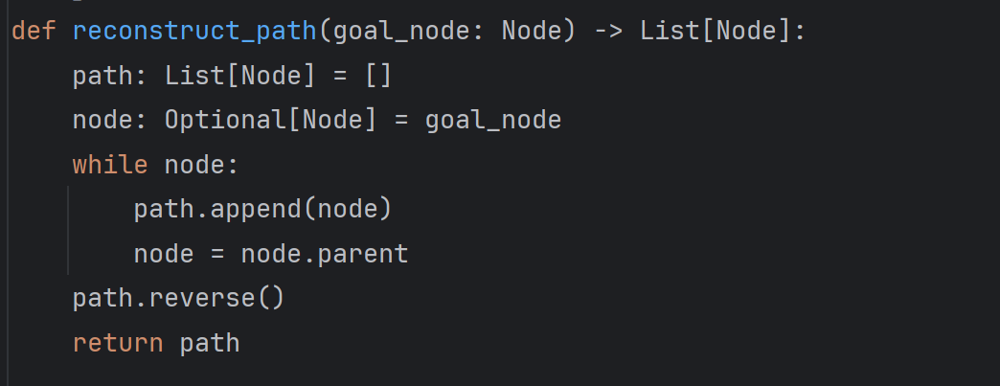 def reconstruct_path(goal_node: Node) -> List[Node]:
    path: List[Node] = []
    node: Optional[Node] = goal_node
    while node:
        path.append(node)
        node = node.parent
    path.reverse()
    return path